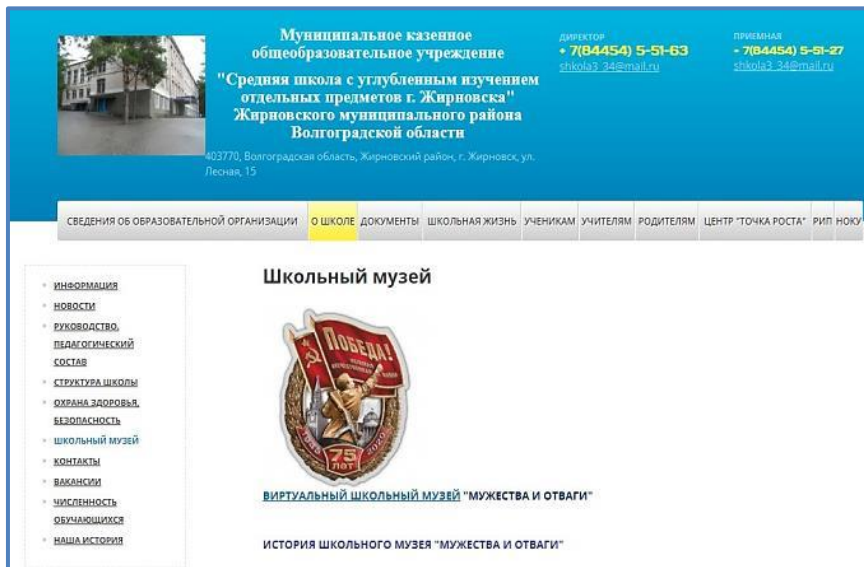 Муниципальное казенное
общеобразовательное учреждение
"Средняя школа с углубленным изучением
отдельных предметов г. Жирновска"
Жирновского муниципального района
Волгоградской области
403770, Волгоградская область, Жирновский район, г. Жирновск, ул.
Лесная, 15
ДИРЕКТОР
+ 7(84454) 5-51-63
shkola3_34@mail.ru
ПРИЕМНАЯ
+ 7(84454) 5-51-27
shkola3_34@mail.ru
СВЕДЕНИЯ ОБ ОБРАЗОВАТЕЛЬНОЙ ОРГАНИЗАЦИИ О ШКОЛЕ ДОКУМЕНТЫ ШКОЛЬНАЯ ЖИЗНЬ УЧЕНИКАМ УЧИТЕЛЯМ РОДИТЕЛЯМ ЦЕНТР "ТОЧКА РОСТА" РИП НОКУ
ИНФОРМАЦИЯ
НОВОСТИ
РУКОВОДСТВО.
ПЕДАГОГИЧЕСКИЙ
СОСТАВ
СТРУКТУРА ШКОЛЫ
ОХРАНА ЗДОРОВЬЯ.
БЕЗОПАСНОСТЬ
ШКОЛЬНЫЙ МУЗЕЙ
КОНТАКТЫ
ВАКАНСИИ
ЧИСЛЕННОСТЬ
ОБУЧАЮЩИХСЯ
НАША ИСТОРИЯ
Школьный музей
ПОБЕДА!
1945
2020
75
ЛЕТ
ВИРТУАЛЬНЫЙ ШКОЛЬНЫЙ МУЗЕЙ "МУЖЕСТВА И ОТВАГИ"
ИСТОРИЯ ШКОЛЬНОГО МУЗЕЯ "МУЖЕСТВА И ОТВАГИ"